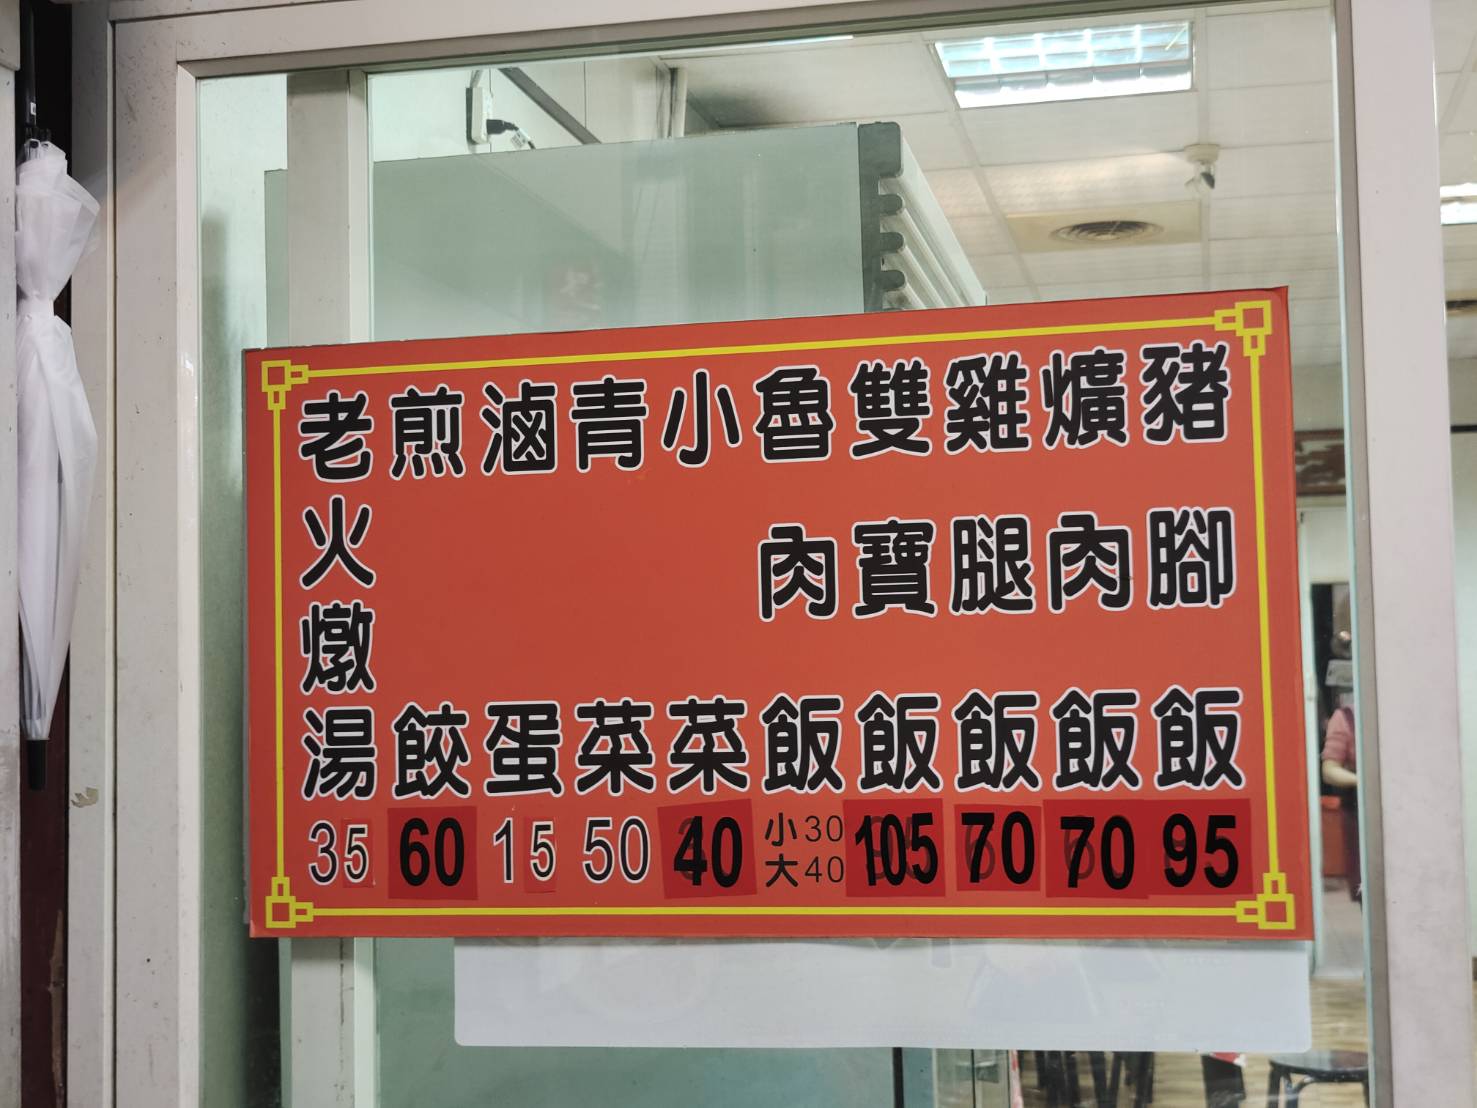 豬腳飯 95
爌肉飯 70
雞腿飯 70
雙寶飯 105
魯肉飯 小30 大40
小菜 40
青菜 50
滷蛋 15
煎餃 60
老火燉湯 35